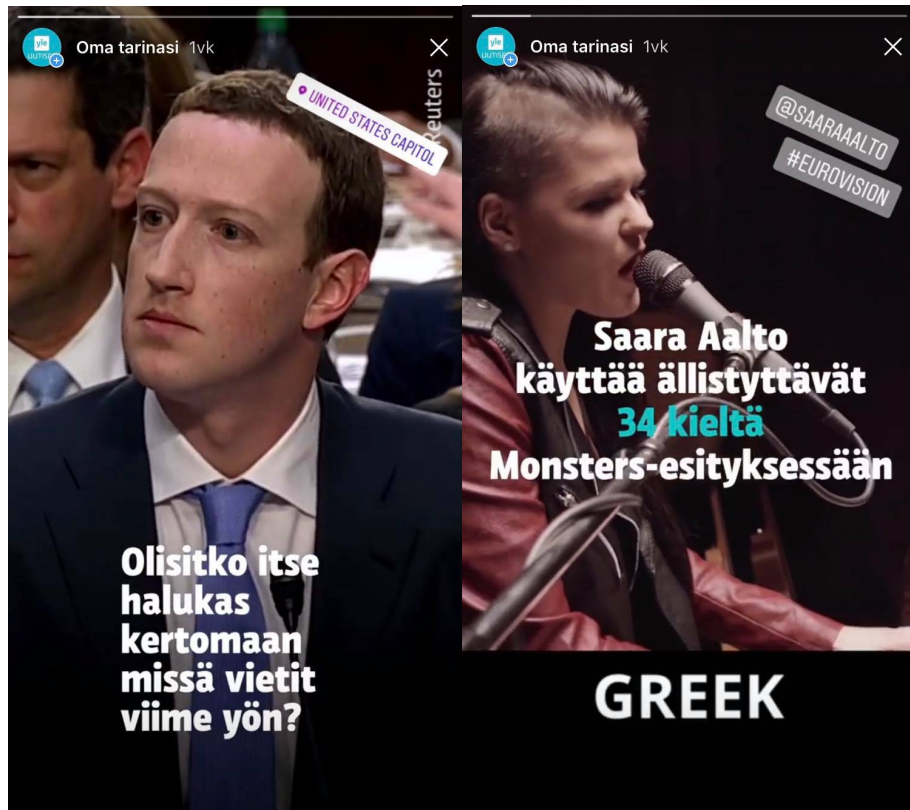 yle
UUTISET
Oma tarinasi 1vk
UNITED STATES CAPITOL
Reuters
Olisitko itse
halukas
kertomaan
missä vietit
viime yön?
yle
UUTISET
Oma tarinasi 1vk
@SAARAAALTO
#EUROVISION
Saara Aalto
käyttää ällistyttävät
34 kieltä
Monsters-esityksessään
GREEK